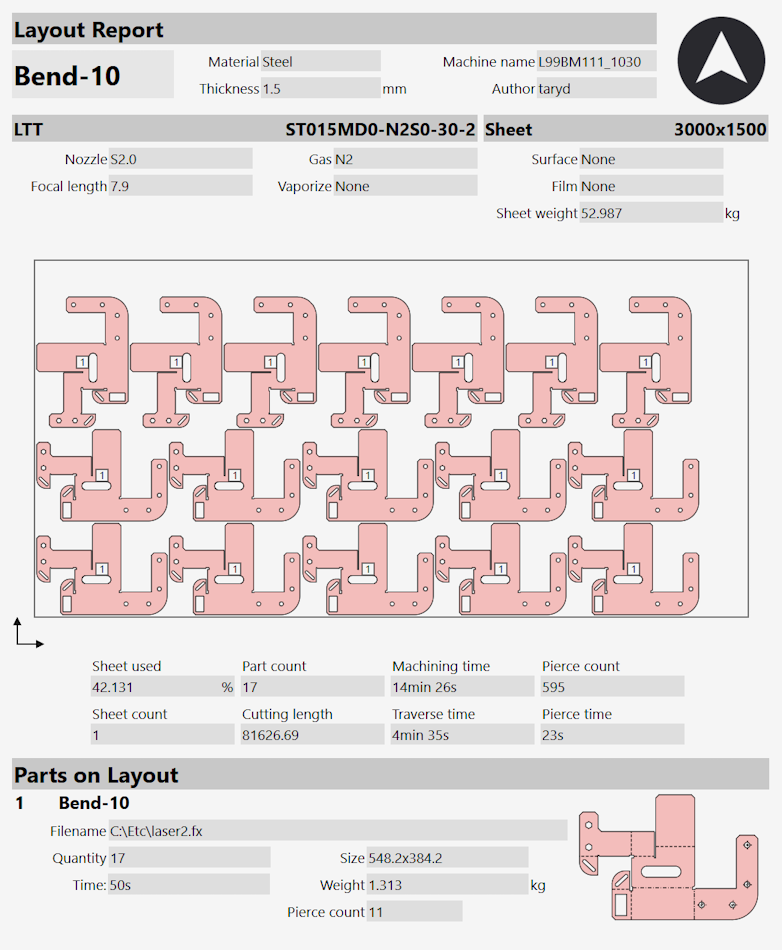 Layout Report
Bend-10
Material Steel
Machine name L99BM111_1030
Thickness 1.5 mm
Author taryd
LTT ST015MD0-N2S0-30-2
Sheet 3000x1500
Nozzle S2.0
Gas N2
Surface None
Focal length 7.9
Vaporize None
Film None
Sheet weight 52.987 kg
1 1 1 1 1 1 1
1 1 1 1 1
1 1 1 1 1
Sheet used Part count Machining time Pierce count
42.131 % 17 14min 26s 595
Sheet count Cutting length Traverse time Pierce time
1 81626.69 4min 35s 23s
Parts on Layout
1 Bend-10
Filename C:\Etc\laser2.fx
Quantity 17
Size 548.2x384.2
Time: 50s
Weight 1.313 kg
Pierce count 11